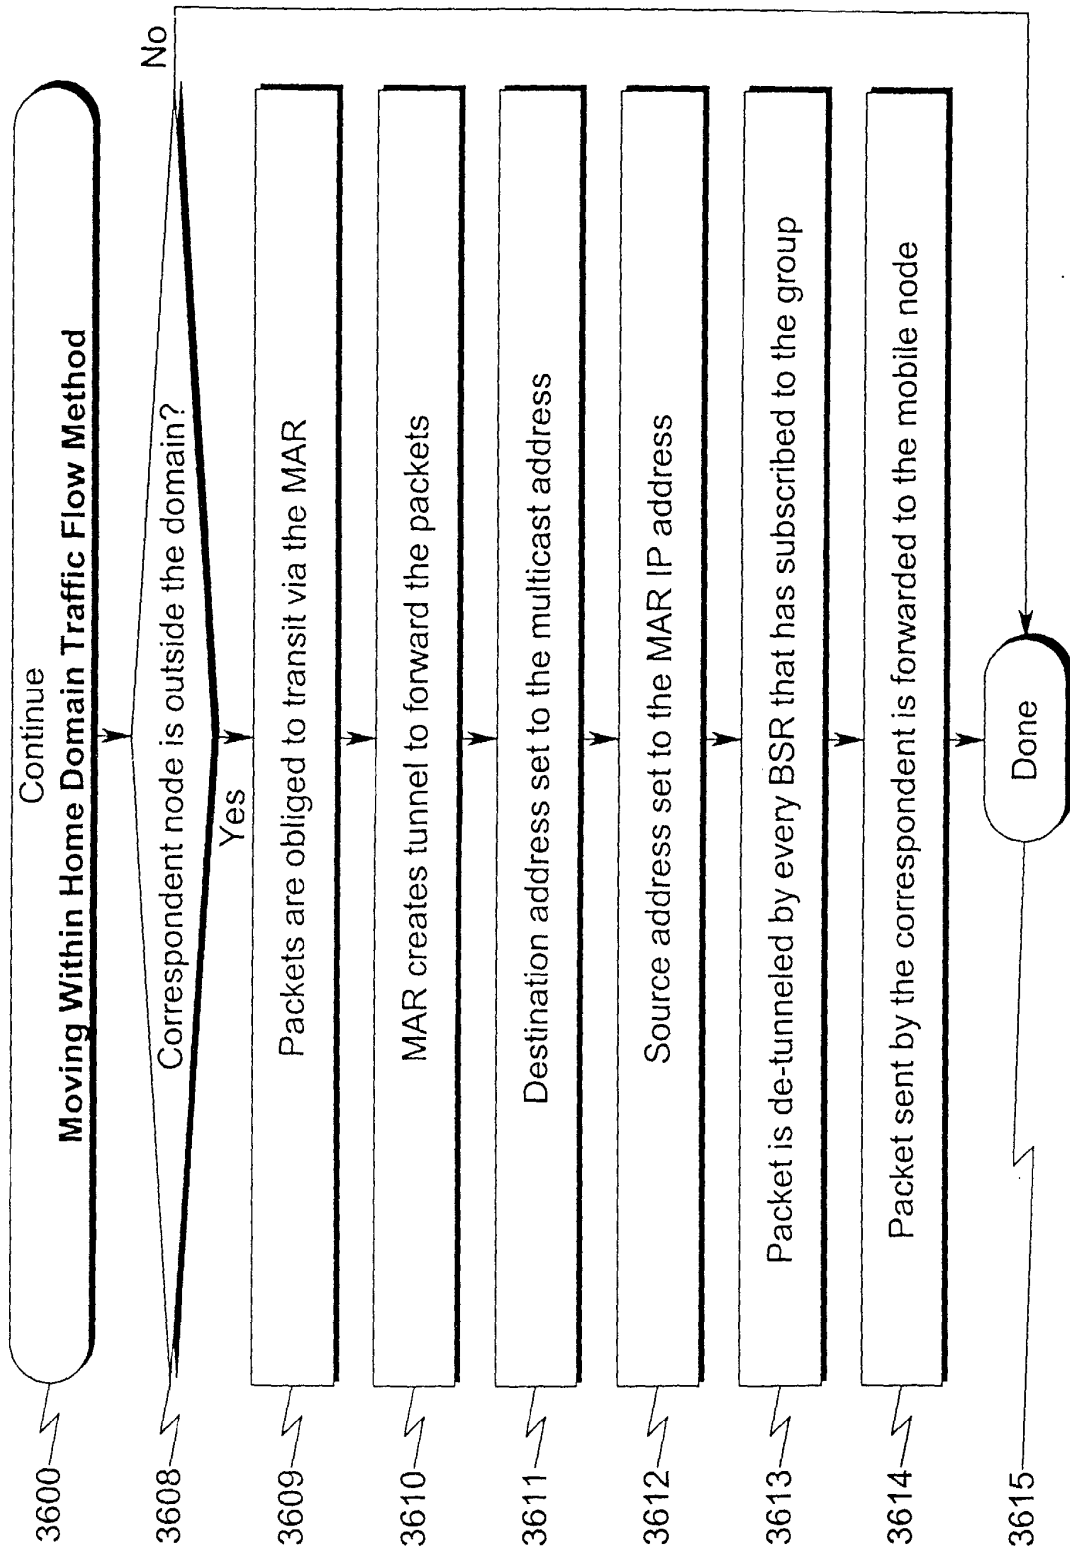 3600
Continue
Moving Within Home Domain Traffic Flow Method
3608
Correspondent node is outside the domain?
No
Yes
3609
Packets are obliged to transit via the MAR
3610
MAR creates tunnel to forward the packets
3611
Destination address set to the multicast address
3612
Source address set to the MAR IP address
3613
Packet is de-tunneled by every BSR that has subscribed to the group
3614
Packet sent by the correspondent is forwarded to the mobile node
3615
Done